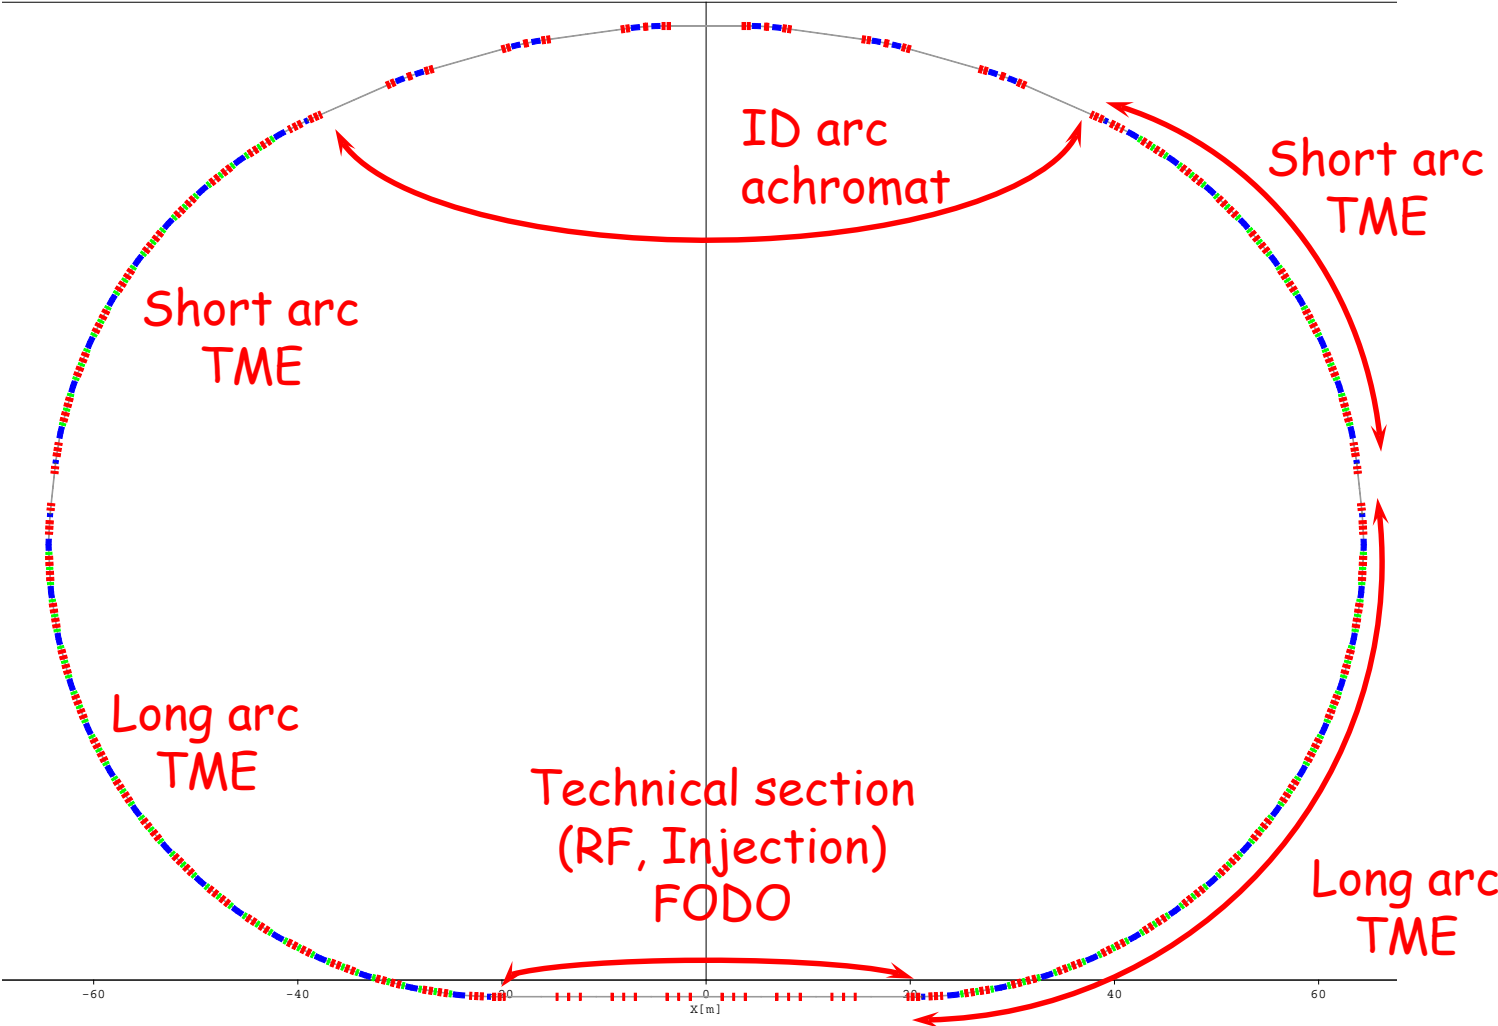 ID arc
achromat
Short arc
TME
Short arc
TME
Long arc
TME
Technical section
(RF, Injection)
FODO
Long arc
TME
-60
-40
0
20
40
60
X[m]